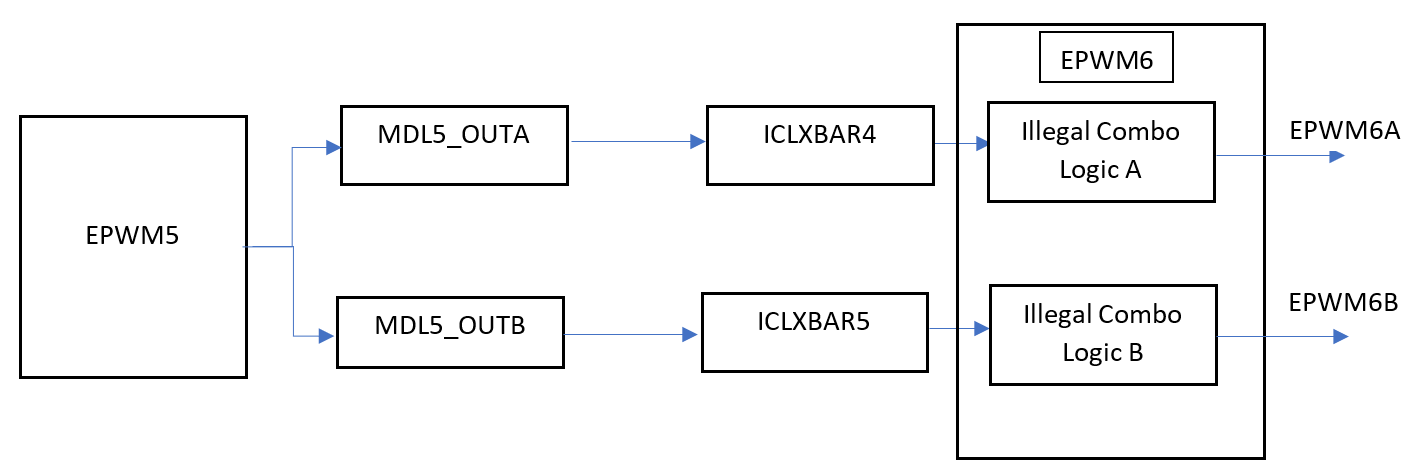 EPWM5
MDL5_OUTA
MDL5_OUTB
ICLXBAR4
ICLXBAR5
EPWM6
Illegal Combo
Logic A
Illegal Combo
Logic B
EPWM6A
EPWM6B